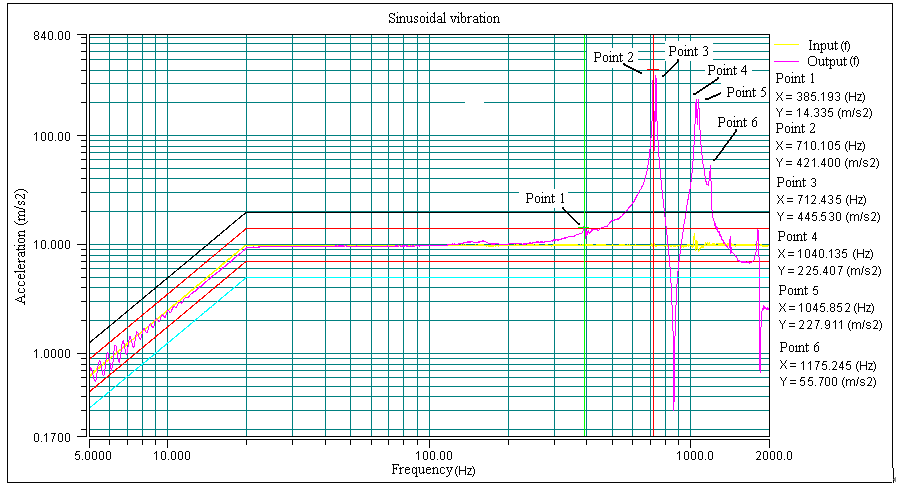 Sinusoidal vibration
840.00
100.00
10.000
1.0000
0.1700
Acceleration (m/s2)
5.0000
10.000
100.00
1000.0
2000.0
Frequency (Hz)
Point 1
Point 2
Point 3
Point 4
Point 5
Point 6
Input (f)
Output (f)
Point 1
X = 385.193 (Hz)
Y = 14.335 (m/s2)
Point 2
X = 710.105 (Hz)
Y = 421.400 (m/s2)
Point 3
X = 712.435 (Hz)
Y = 445.530 (m/s2)
Point 4
X = 1040.135 (Hz)
Y = 225.407 (m/s2)
Point 5
X = 1045.852 (Hz)
Y = 227.911 (m/s2)
Point 6
X = 1175.245 (Hz)
Y = 55.700 (m/s2)